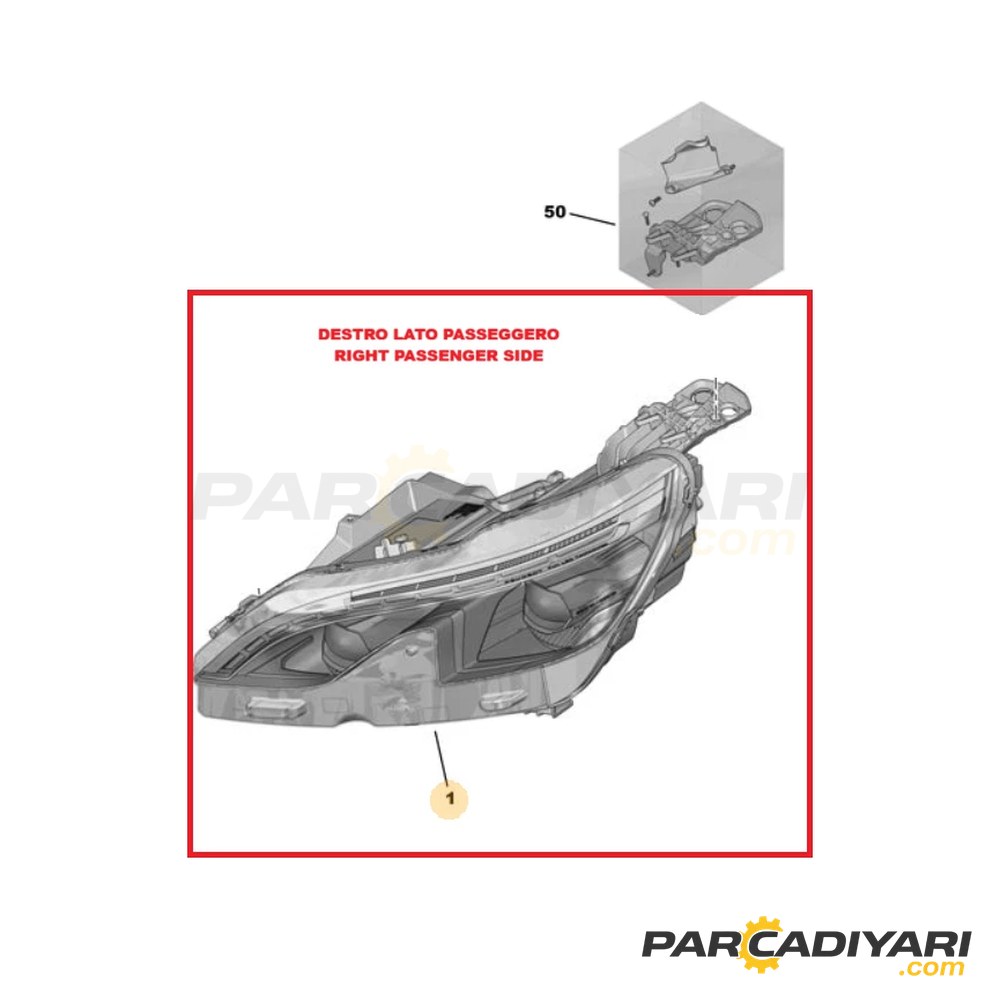 50
DESTRO LATO PASSEGGERO
RIGHT PASSENGER SIDE
PARCADIYARI
.com
1
PARCADIYARI
.com